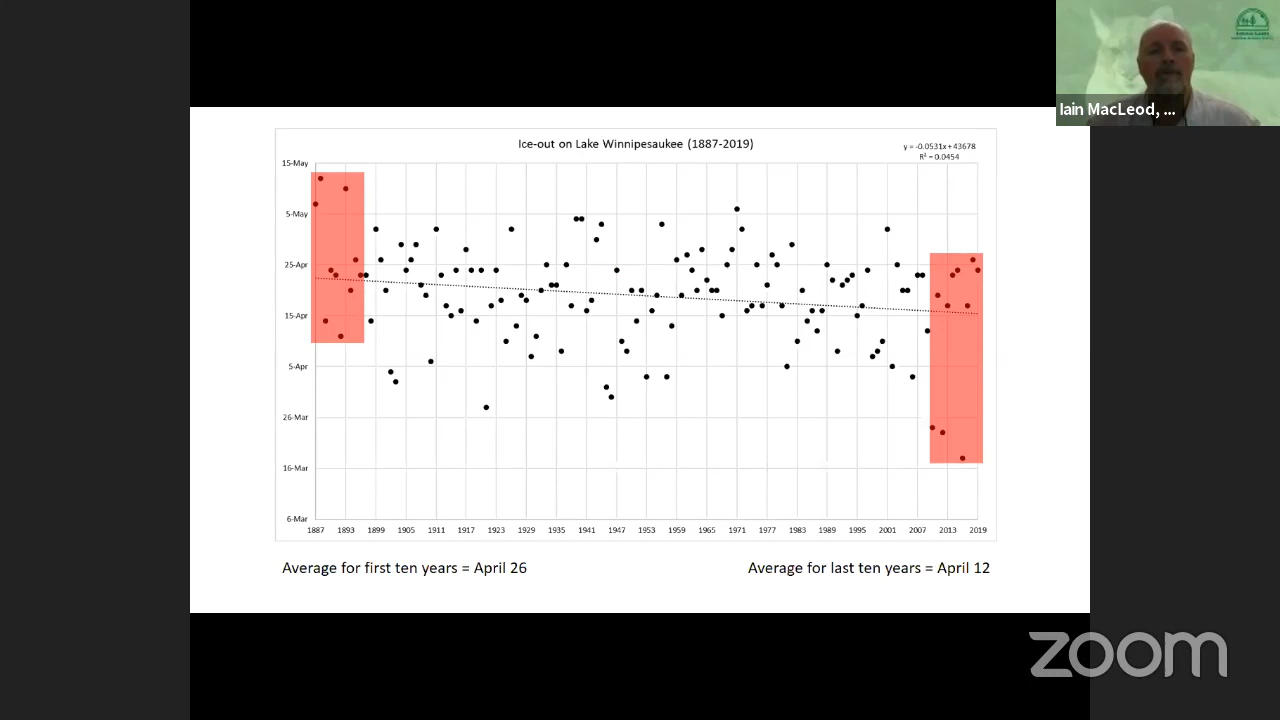 Iain MacLeod, ...
Ice-out on Lake Winnipesaukee (1887-2019)
y = -0.0531x + 43678
R² = 0.0454
15-May
5-May
25-Apr
15-Apr
5-Apr
26-Mar
16-Mar
6-Mar
1887 1893 1899 1905 1911 1917 1923 1929 1935 1941 1947 1953 1959 1965 1971 1977 1983 1989 1995 2001 2007 2013 2019
Average for first ten years = April 26
Average for last ten years = April 12
zoom